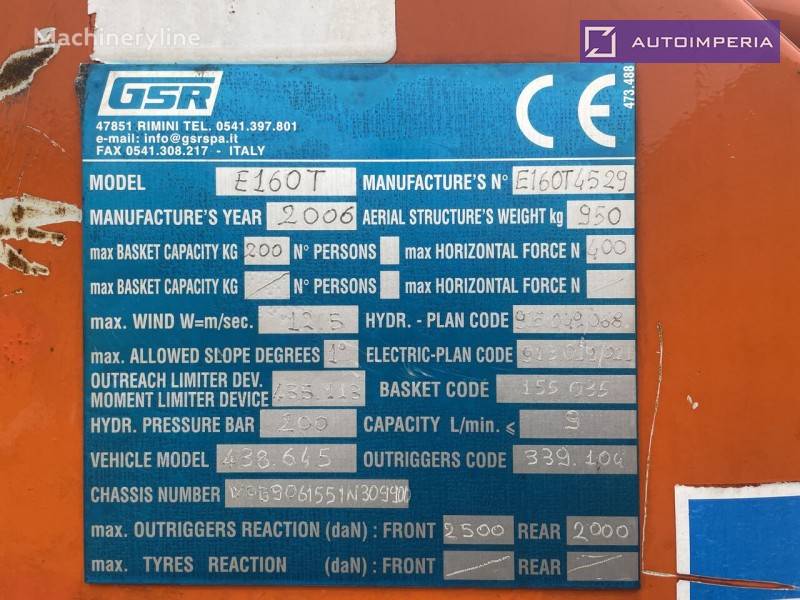 Machineryline
AUTOIMPERIA
GSR
CE
473.488
47851 RIMINI TEL. 0541.397.801
e-mail: info@gsrspa.it
FAX 0541.308.217 - ITALY
MODEL E160T MANUFACTURE'S N° E160T4529
MANUFACTURE'S YEAR 2006 AERIAL STRUCTURE'S WEIGHT kg 950
max BASKET CAPACITY KG 200 N° PERSONS max HORIZONTAL FORCE N 400
max BASKET CAPACITY KG / N° PERSONS max HORIZONTAL FORCE N /
max. WIND W=m/sec. 12.5 HYDR. - PLAN CODE
max. ALLOWED SLOPE DEGREES 1° ELECTRIC-PLAN CODE
OUTREACH LIMITER DEV.
MOMENT LIMITER DEVICE 435.113 BASKET CODE 155035
HYDR. PRESSURE BAR 200 CAPACITY L/min. ≤ 9
VEHICLE MODEL 438.645 OUTRIGGERS CODE 339.104
CHASSIS NUMBER
max. OUTRIGGERS REACTION (daN) : FRONT 2500 REAR 2000
max. TYRES REACTION (daN) : FRONT / REAR /